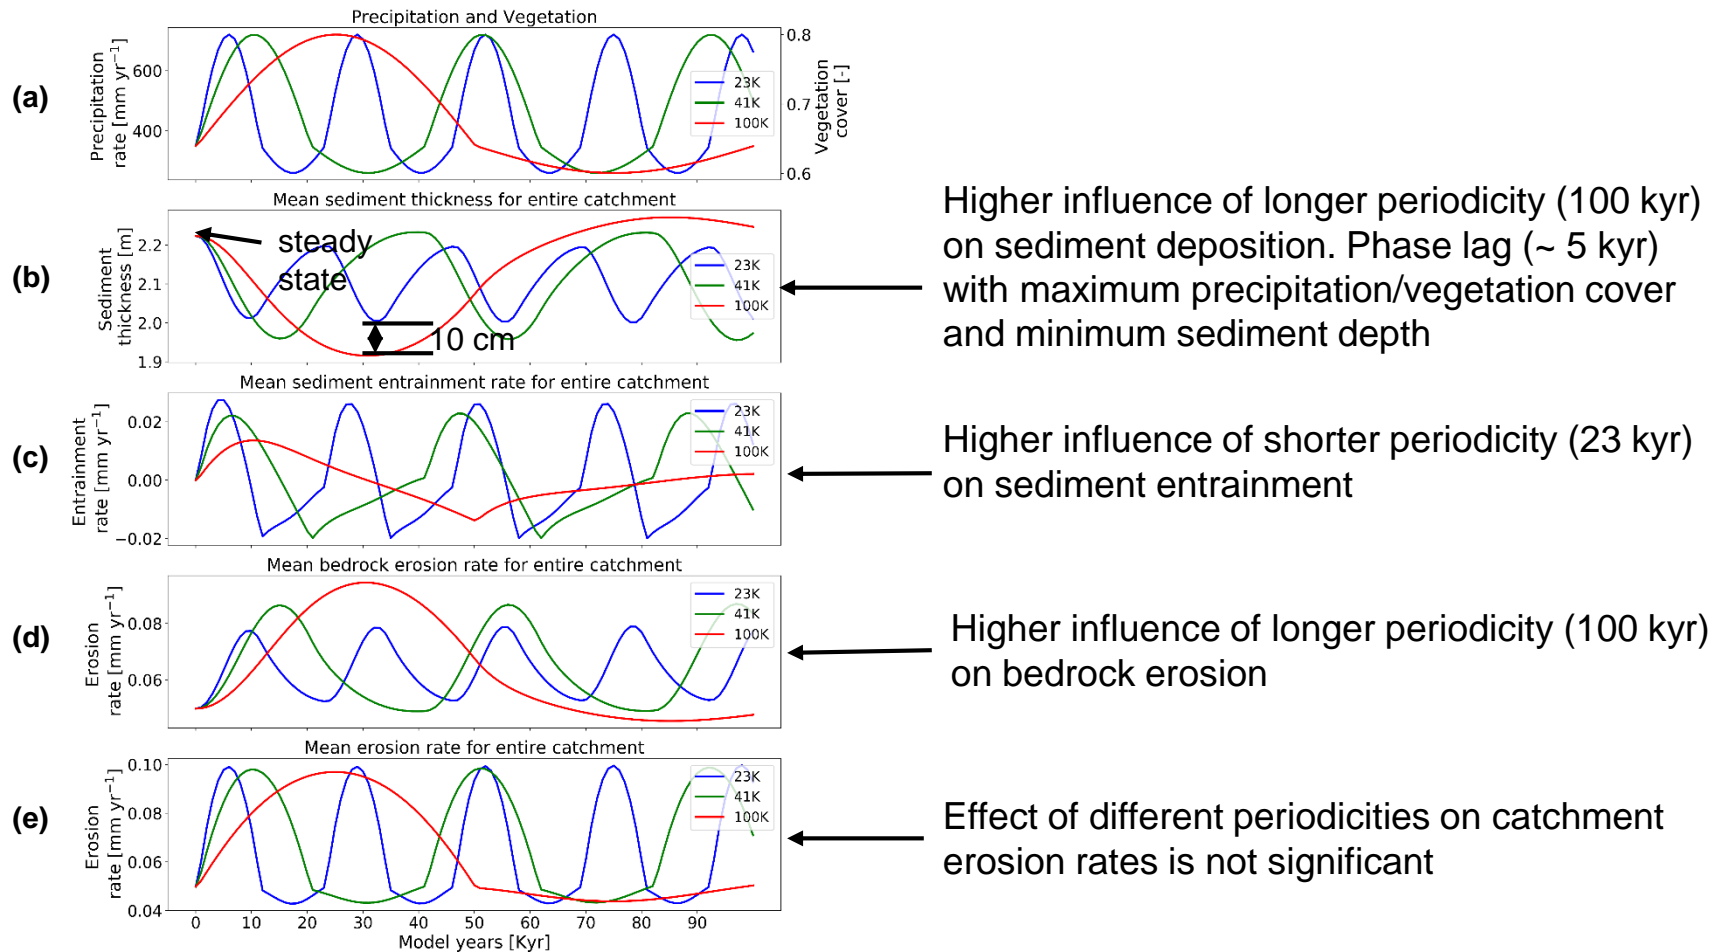 Precipitation and Vegetation
(a)
Precipitation
rate [mm yr⁻¹]
600
400
23K
41K
100K
0.8
0.7
0.6
Vegetation
cover [-]
Mean sediment thickness for entire catchment
(b)
Sediment
thickness [m]
2.2
2.1
2.0
1.9
steady
state
10 cm
23K
41K
100K
Higher influence of longer periodicity (100 kyr)
on sediment deposition. Phase lag (~ 5 kyr)
with maximum precipitation/vegetation cover
and minimum sediment depth
Mean sediment entrainment rate for entire catchment
(c)
Entrainment
rate [mm yr⁻¹]
0.02
0.00
−0.02
23K
41K
100K
Higher influence of shorter periodicity (23 kyr)
on sediment entrainment
Mean bedrock erosion rate for entire catchment
(d)
Erosion
rate [mm yr⁻¹]
0.08
0.06
23K
41K
100K
Higher influence of longer periodicity (100 kyr)
on bedrock erosion
Mean erosion rate for entire catchment
(e)
Erosion
rate [mm yr⁻¹]
0.10
0.08
0.06
0.04
23K
41K
100K
Effect of different periodicities on catchment
erosion rates is not significant
0 10 20 30 40 50 60 70 80 90
Model years [Kyr]